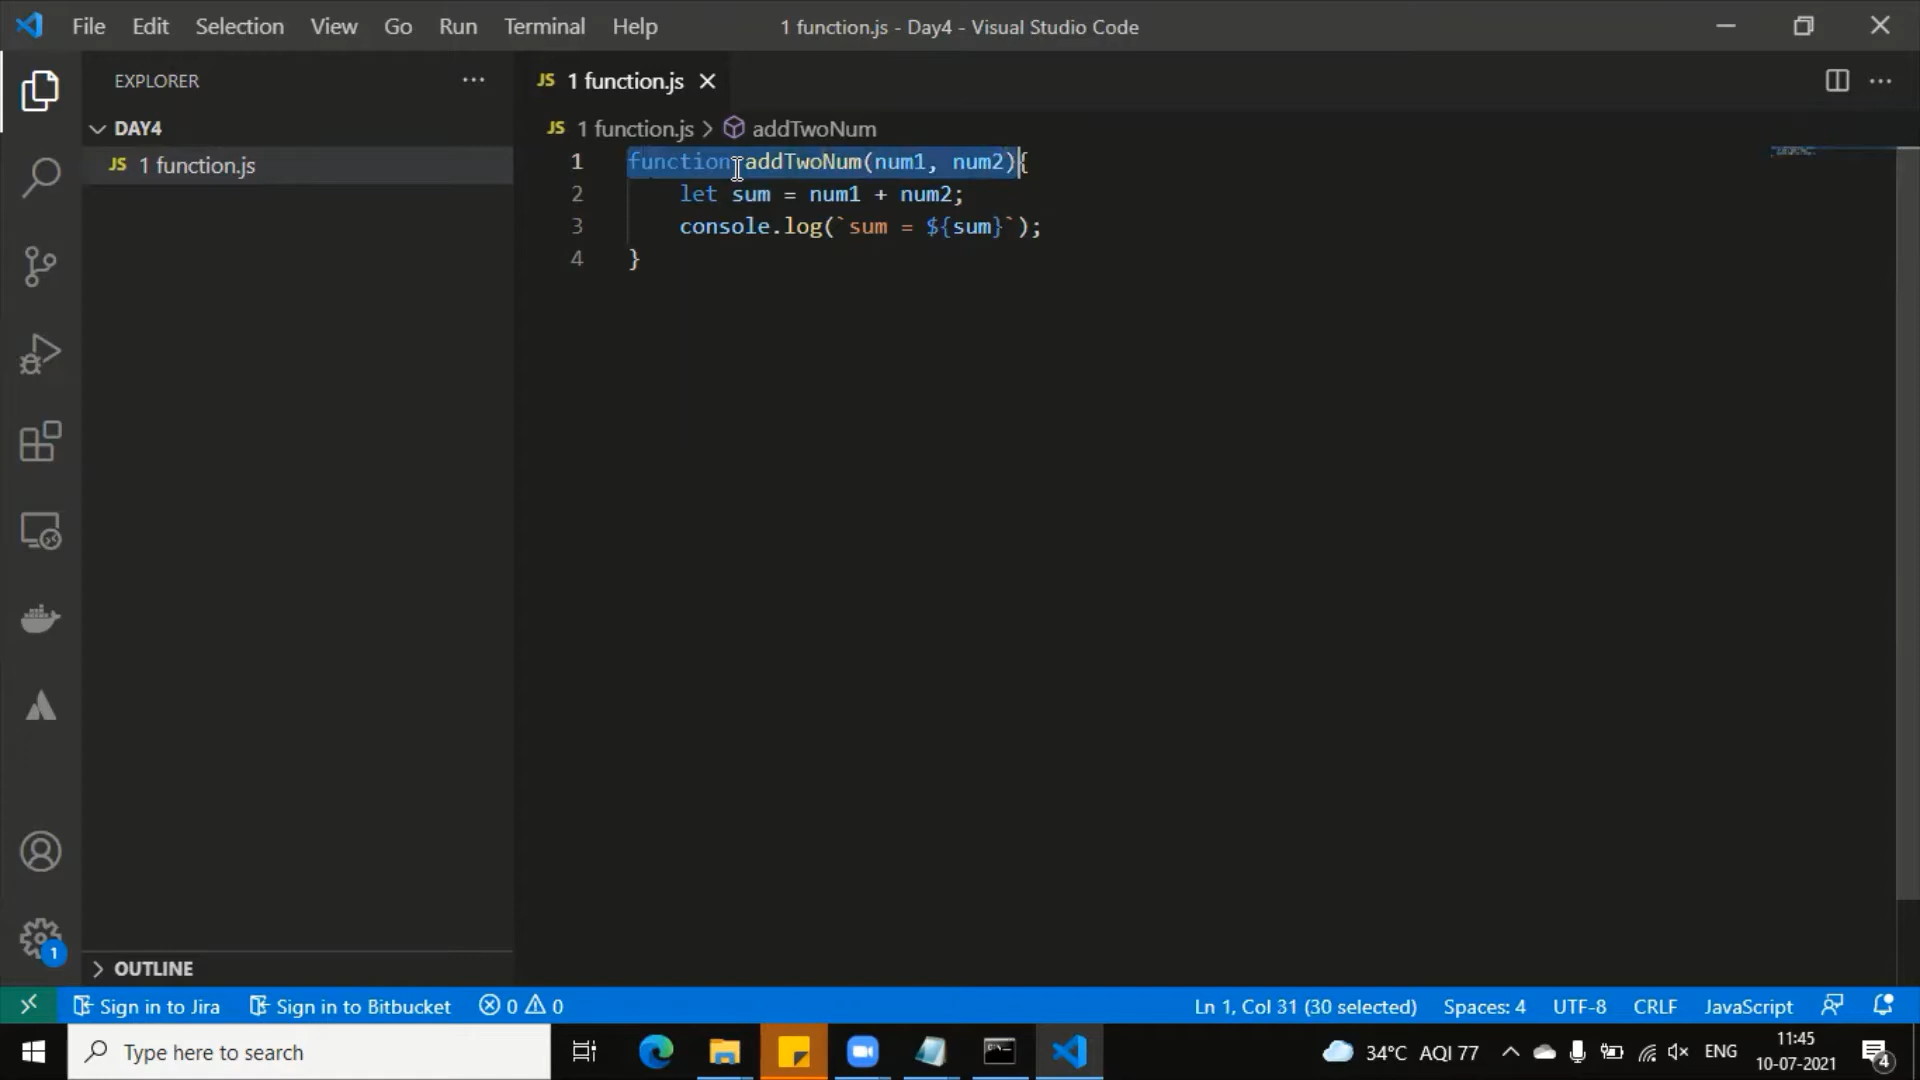 File Edit Selection View Go Run Terminal Help 1 function.js - Day4 - Visual Studio Code
EXPLORER
JS 1 function.js
DAY4
JS 1 function.js > addTwoNum
JS 1 function.js
1 function addTwoNum(num1, num2){
2 let sum = num1 + num2;
3 console.log(`sum = ${sum}`);
4 }
1
OUTLINE
Sign in to Jira Sign in to Bitbucket 0 0 Ln 1, Col 31 (30 selected) Spaces: 4 UTF-8 CRLF JavaScript
Type here to search 34°C AQI 77 ENG
11:45
10-07-2021
4